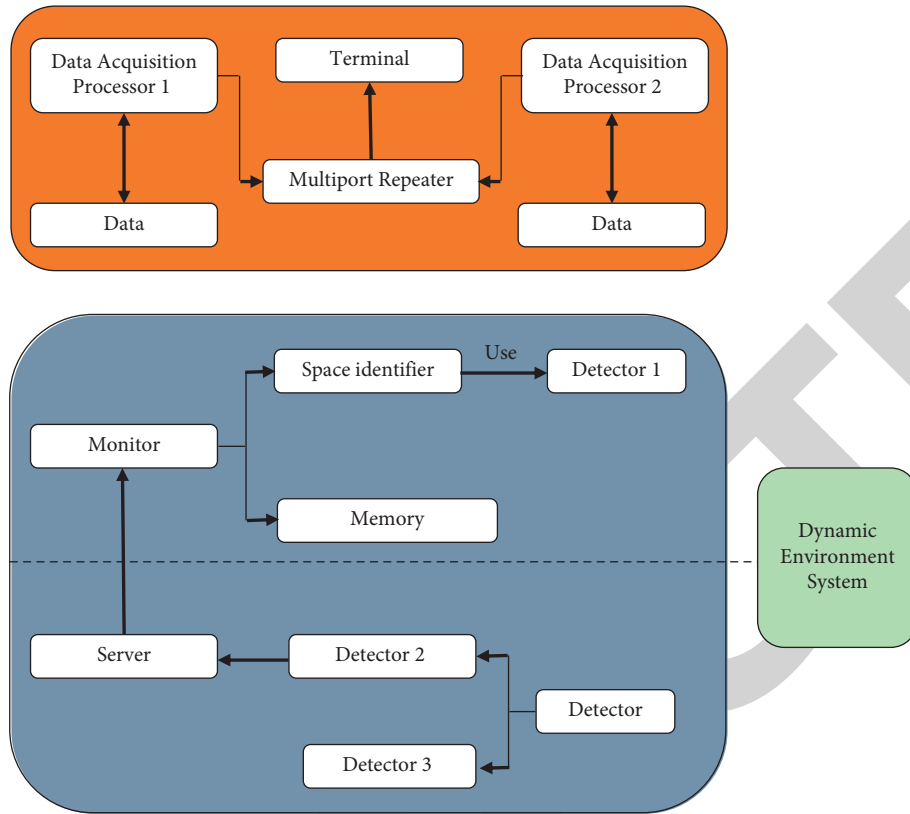 Data Acquisition
Processor 1
Terminal
Data Acquisition
Processor 2
Multiport Repeater
Data
Data
Space identifier
Use
Detector 1
Monitor
Memory
Dynamic
Environment
System
Server
Detector 2
Detector
Detector 3